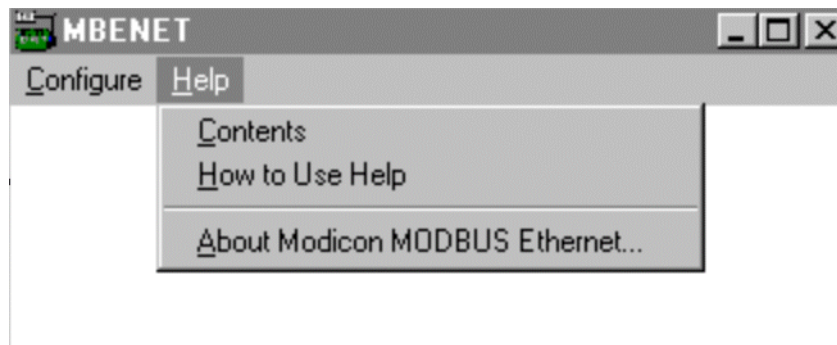 MBENET
Configure Help
Contents
How to Use Help
About Modicon MODBUS Ethernet...